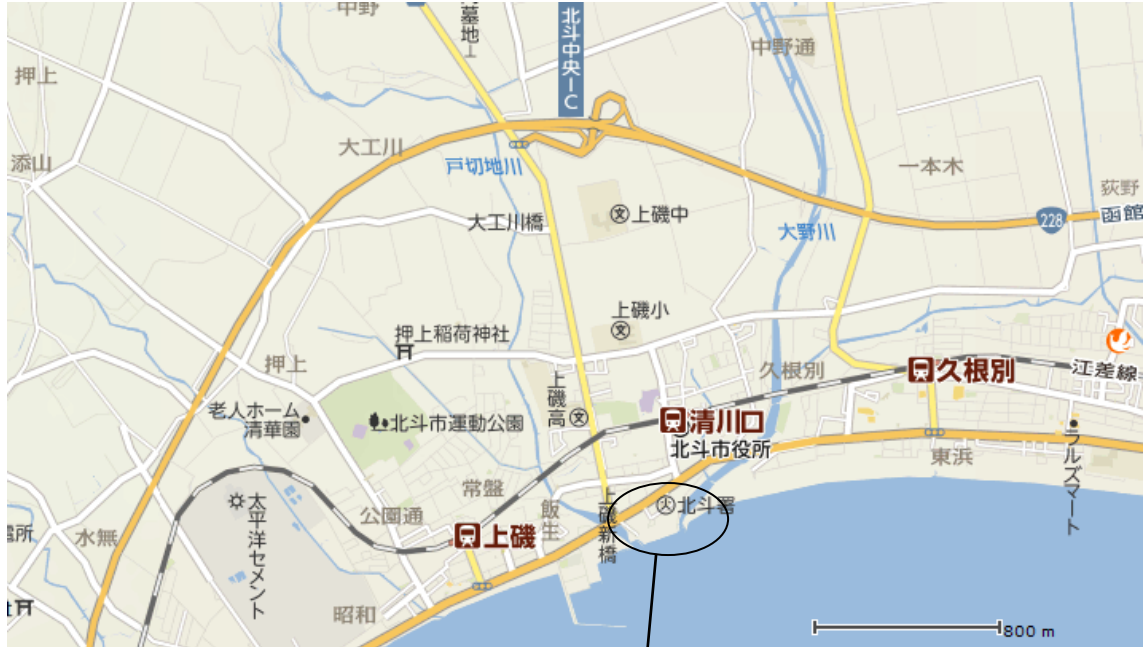 中野
墓地
北斗中央IC
中野通
押上
大工川
戸切地川
添山
一本木
荻野
上磯中
大工川橋
大野川
228
函館
上磯小
押上稲荷神社
押上
久根別
久根別
江差線
上磯高
清川口
老人ホーム
清華園
北斗市運動公園
北斗市役所
東浜
ラルズマート
常盤
飯生
上磯新橋
北斗署
公園通
上磯
水無
太平洋セメント
昭和
800 m